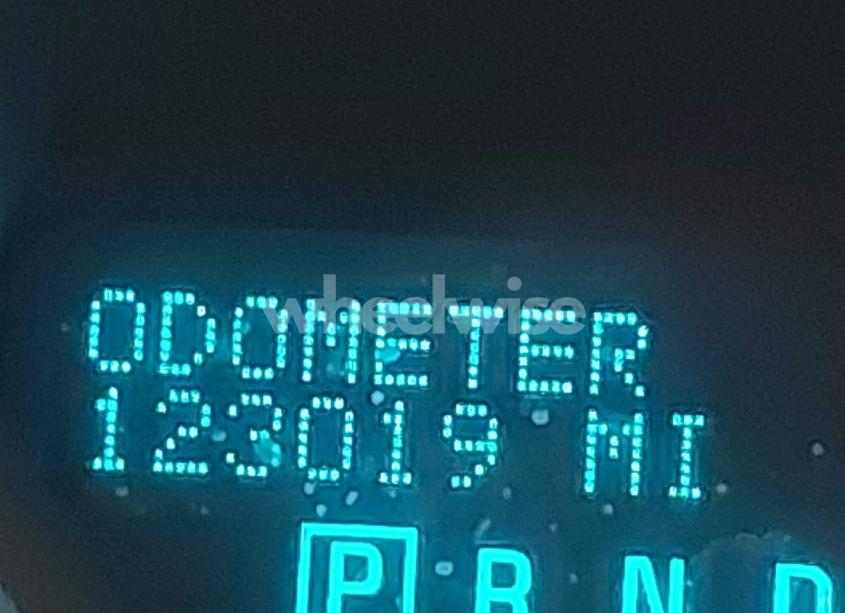 wheelwise
ODOMETER
123019 MI
P R N D